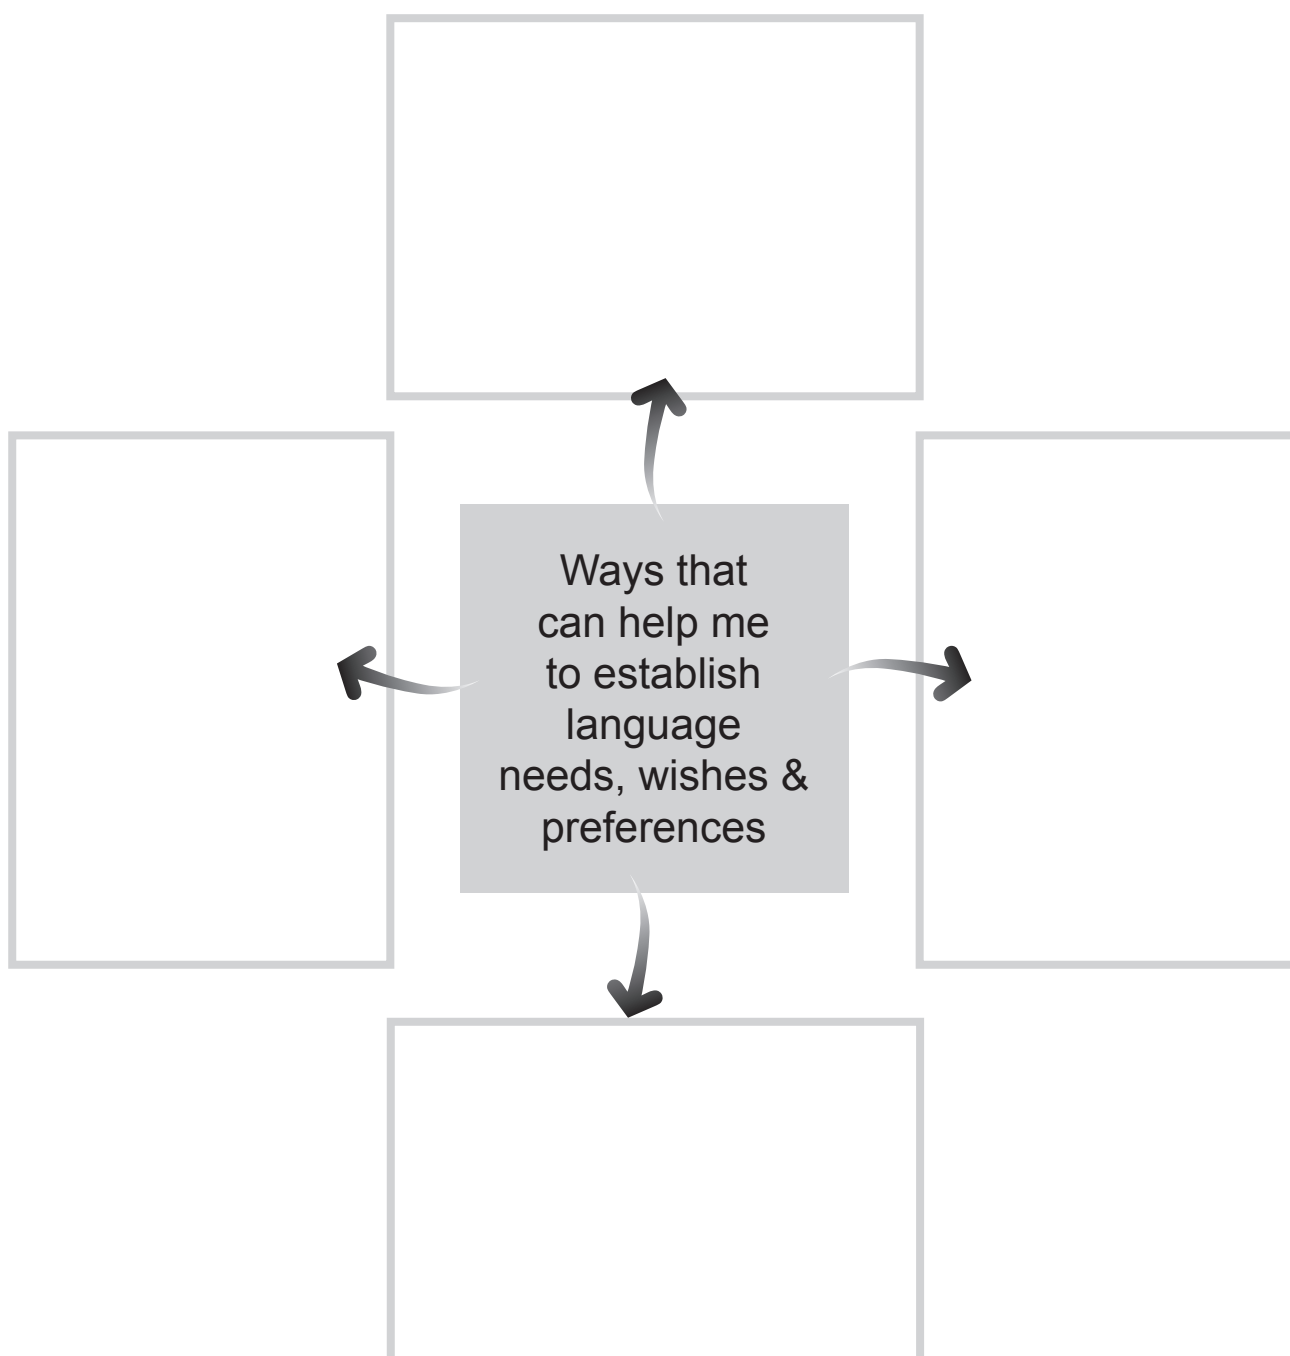 Ways that
can help me
to establish
language
needs, wishes &
preferences